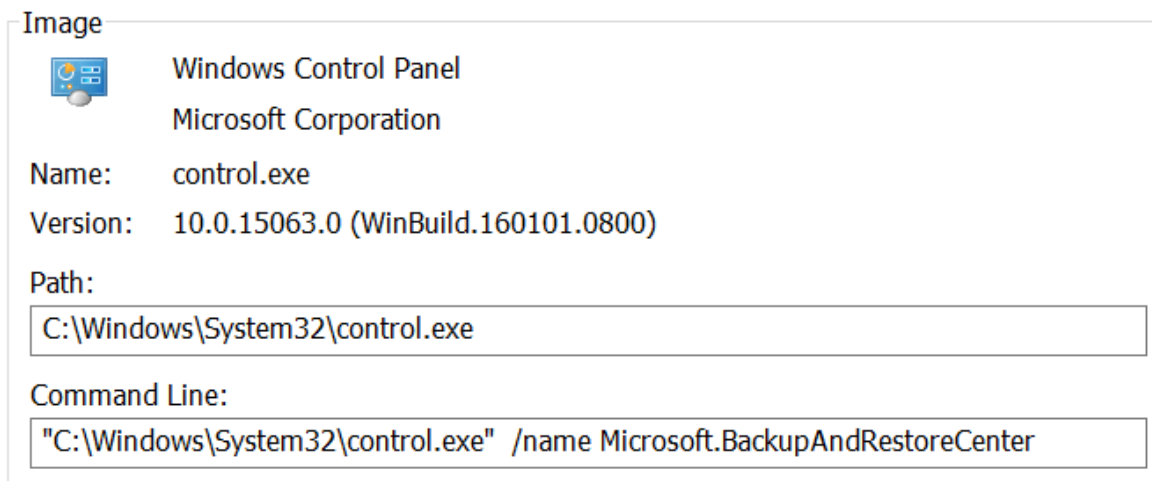 Image
Windows Control Panel
Microsoft Corporation
Name: control.exe
Version: 10.0.15063.0 (WinBuild.160101.0800)
Path:
C:\Windows\System32\control.exe
Command Line:
"C:\Windows\System32\control.exe"  /name Microsoft.BackupAndRestoreCenter